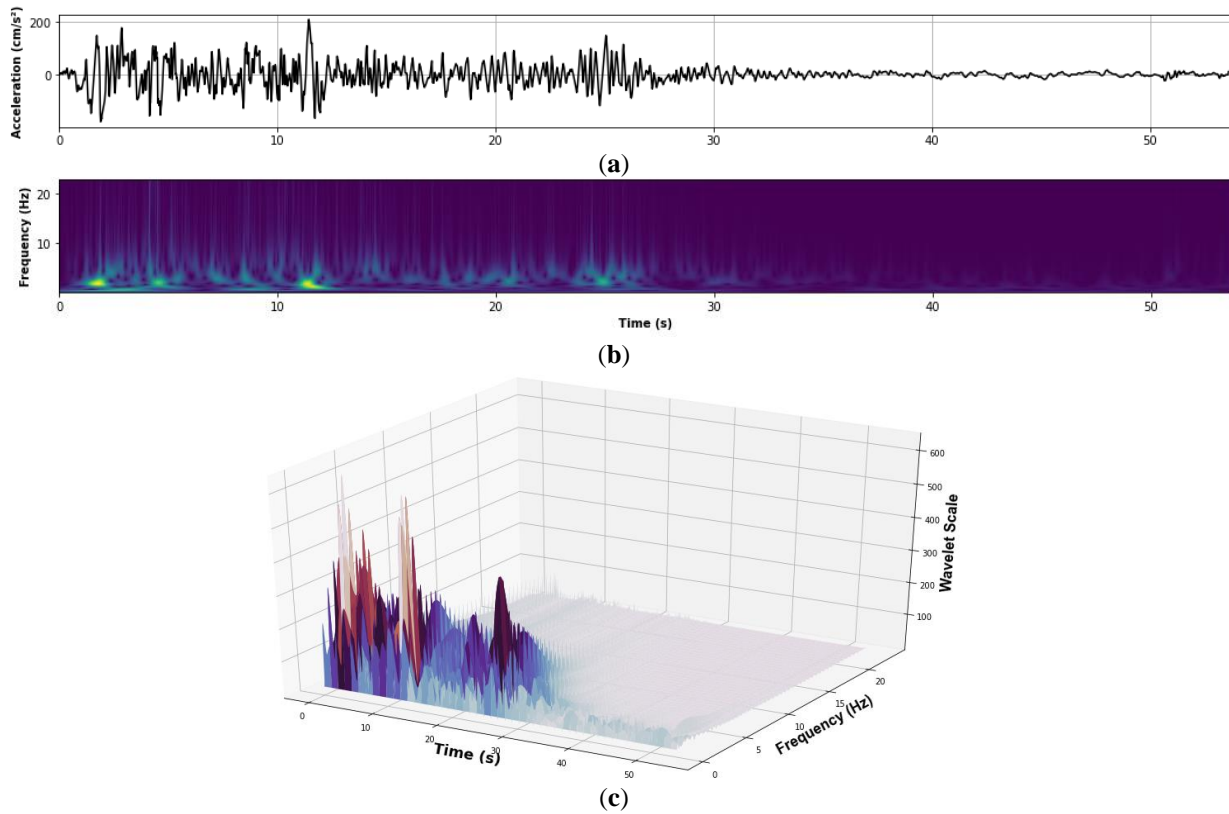 Acceleration (cm/s²)
200
0
0 10 20 30 40 50
(a)
Frequency (Hz)
20
10
0 10 20 30 40 50
Time (s)
(b)
600
500
400
300
200
100
Wavelet Scale
20
15
10
5
0
Frequency (Hz)
0 10 20 30 40 50
Time (s)
(c)